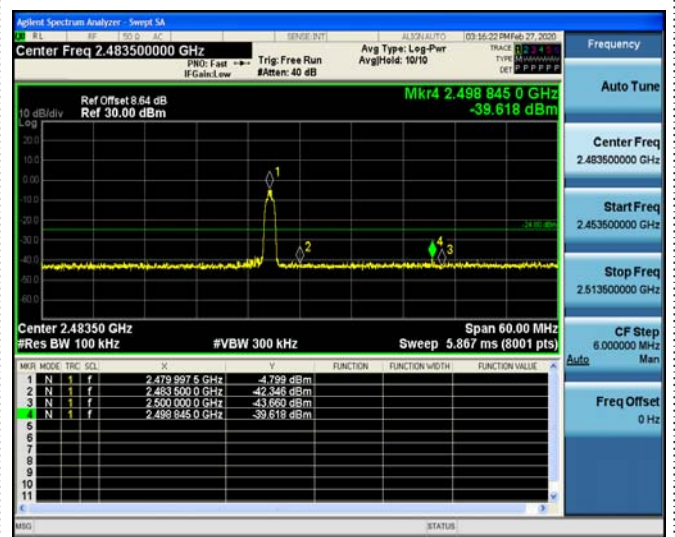 Agilent Spectrum Analyzer - Swept SA
RL RF 50 Ω AC SENSE:INT ALIGN AUTO 03:16:22 PM Feb 27, 2020
Center Freq 2.483500000 GHz
PNO: Fast Trig: Free Run
IFGain:Low #Atten: 40 dB
Avg Type: Log-Pwr
Avg|Hold: 10/10
TRACE 1 2 3 4 5 6
TYPE
DET P P P P P P
Ref Offset 8.64 dB
10 dB/div Ref 30.00 dBm
Log
Mkr4 2.498 845 0 GHz
-39.618 dBm
20.0
10.0
0.00
-10.0
-20.0
-30.0
-40.0
-50.0
-60.0
1
2
4
3
-24.80 dBm
Center 2.48350 GHz Span 60.00 MHz
#Res BW 100 kHz #VBW 300 kHz Sweep 5.867 ms (8001 pts)
MKR MODE TRC SCL X Y FUNCTION FUNCTION WIDTH FUNCTION VALUE
1 N 1 f 2.479 997 5 GHz -4.799 dBm
2 N 1 f 2.483 500 0 GHz -42.346 dBm
3 N 1 f 2.500 000 0 GHz -43.660 dBm
4 N 1 f 2.498 845 0 GHz -39.618 dBm
5
6
7
8
9
10
11
MSG STATUS
Frequency
Auto Tune
Center Freq
2.483500000 GHz
Start Freq
2.453500000 GHz
Stop Freq
2.513500000 GHz
CF Step
6.000000 MHz
Auto Man
Freq Offset
0 Hz